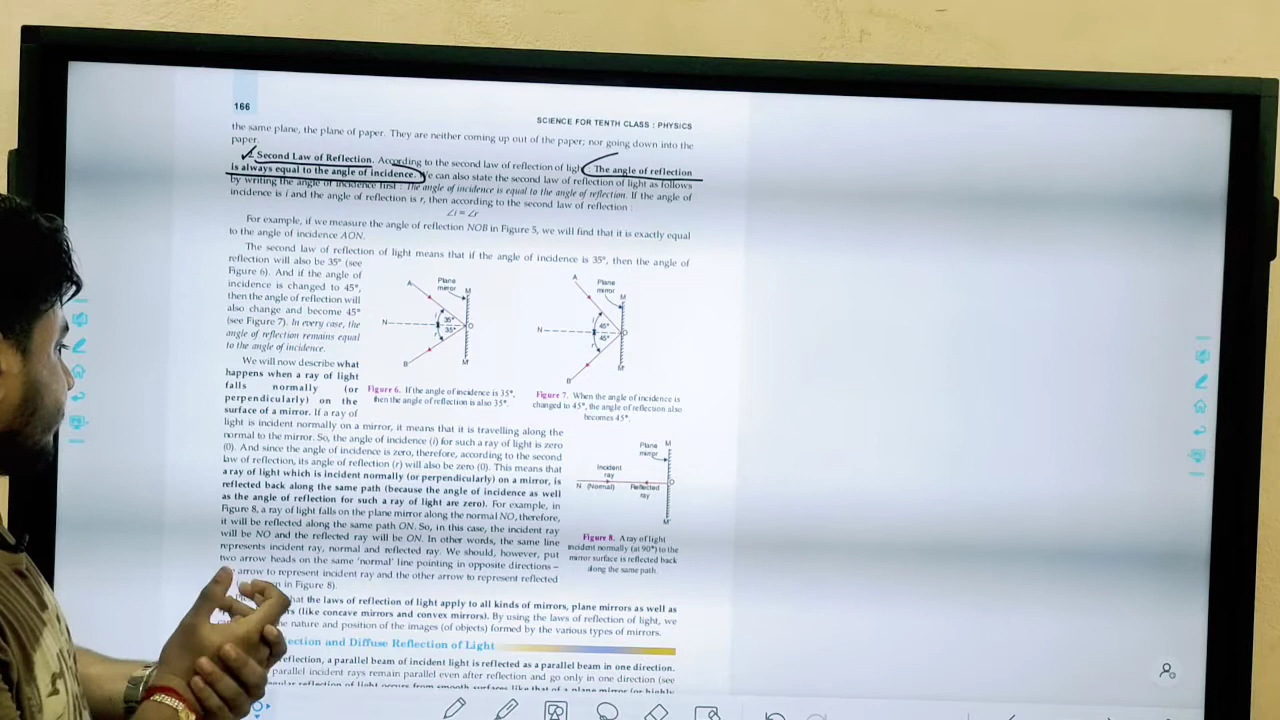 166
SCIENCE FOR TENTH CLASS : PHYSICS
the same plane, the plane of paper. They are neither coming up out of the paper; nor going down into the
paper.
2. Second Law of Reflection. According to the second law of reflection of light : The angle of reflection
is always equal to the angle of incidence. We can also state the second law of reflection of light as follows
by writing the angle of incidence first : The angle of incidence is equal to the angle of reflection. If the angle of
incidence is i and the angle of reflection is r, then according to the second law of reflection :
∠i = ∠r
For example, if we measure the angle of reflection NOB in Figure 5, we will find that it is exactly equal
to the angle of incidence AON.
The second law of reflection of light means that if the angle of incidence is 35°, then the angle of
reflection will also be 35° (see
Figure 6). And if the angle of
incidence is changed to 45°,
then the angle of reflection will
also change and become 45°
(see Figure 7). In every case, the
angle of reflection remains equal
to the angle of incidence.
A
Plane
mirror
M
i
35°
N
O
35°
r
B
M'
Figure 6. If the angle of incidence is 35°,
then the angle of reflection is also 35°.
A
Plane
mirror
M
i
45°
N
O
45°
r
B
M'
Figure 7. When the angle of incidence is
changed to 45°, the angle of reflection also
becomes 45°.
We will now describe what
happens when a ray of light
falls normally (or
perpendicularly) on the
surface of a mirror. If a ray of
light is incident normally on a mirror, it means that it is travelling along the
normal to the mirror. So, the angle of incidence (i) for such a ray of light is zero
(0). And since the angle of incidence is zero, therefore, according to the second
law of reflection, its angle of reflection (r) will also be zero (0). This means that
a ray of light which is incident normally (or perpendicularly) on a mirror, is
reflected back along the same path (because the angle of incidence as well
as the angle of reflection for such a ray of light are zero). For example, in
Figure 8, a ray of light falls on the plane mirror along the normal NO, therefore,
it will be reflected along the same path ON. So, in this case, the incident ray
will be NO and the reflected ray will be ON. In other words, the same line
represents incident ray, normal and reflected ray. We should, however, put
two arrow heads on the same 'normal' line pointing in opposite directions –
arrow to represent incident ray and the other arrow to represent reflected
in Figure 8).
Plane
mirror
M
Incident
ray
N (Normal)
Reflected
ray
O
M'
Figure 8. A ray of light
incident normally (at 90°) to the
mirror surface is reflected back
along the same path.
that the laws of reflection of light apply to all kinds of mirrors, plane mirrors as well as
(like concave mirrors and convex mirrors). By using the laws of reflection of light, we
the nature and position of the images (of objects) formed by the various types of mirrors.
and Diffuse Reflection of Light
reflection, a parallel beam of incident light is reflected as a parallel beam in one direction.
parallel incident rays remain parallel even after reflection and go only in one direction (see
reflection of light occurs from smooth surfaces like that of a plane mirror (or highly